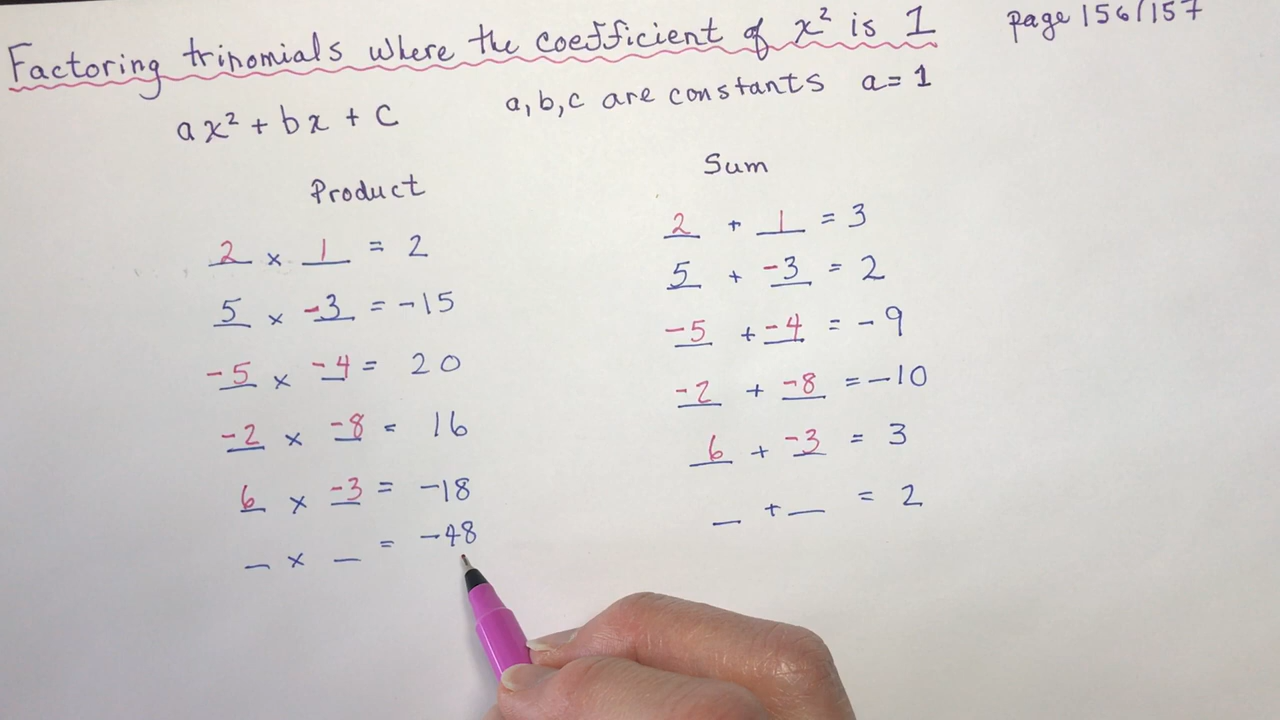 Factoring trinomials where the coefficient of x² is 1 page 156/157
ax² + bx + c a, b, c are constants a = 1
Product Sum
2 × 1 = 2 2 + 1 = 3
5 × -3 = -15 5 + -3 = 2
-5 × -4 = 20 -5 + -4 = -9
-2 × -8 = 16 -2 + -8 = -10
6 × -3 = -18 6 + -3 = 3
_ × _ = -48 _ + _ = 2